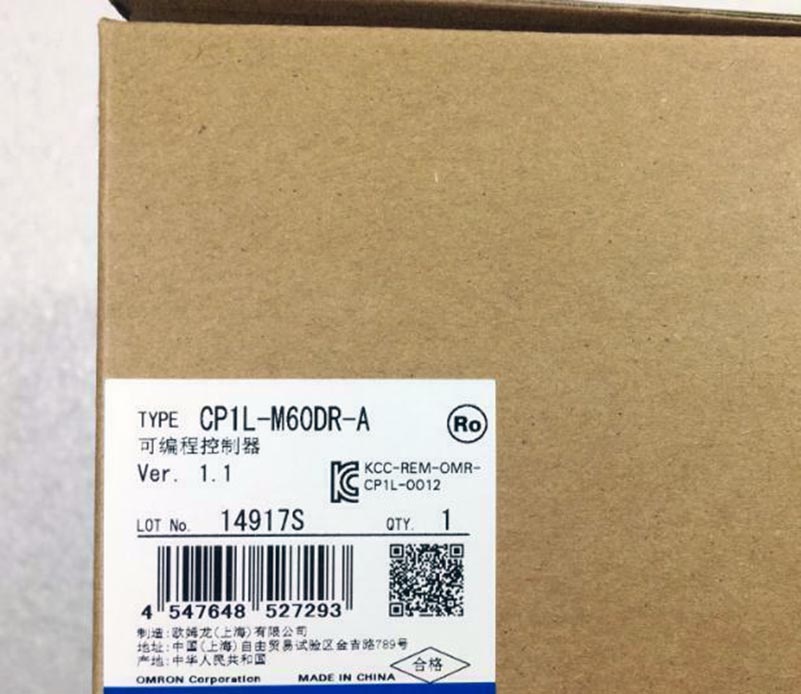 TYPE CP1L-M60DR-A
Ro
可编程控制器
Ver. 1.1
KCC-REM-OMR-
CP1L-0012
LOT No. 14917S QTY. 1
4 547648 527293
制造:欧姆龙(上海)有限公司
地址:中国(上海)自由贸易试验区金吉路789号
产地:中华人民共和国
合格
OMRON Corporation MADE IN CHINA